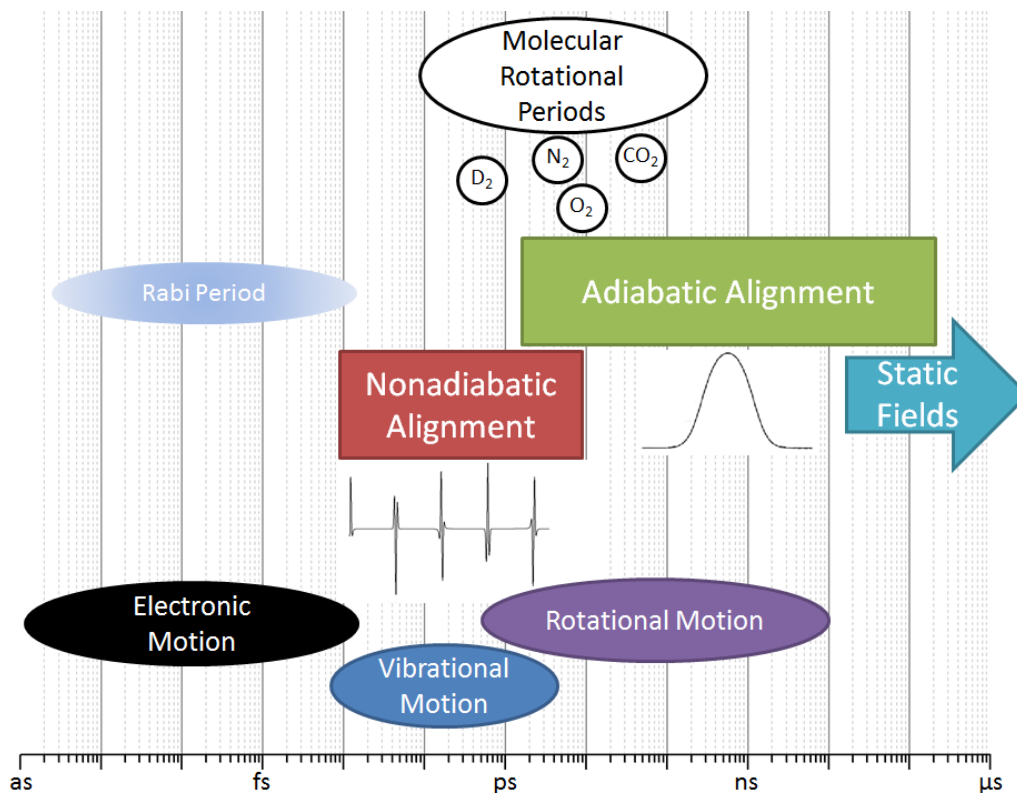 Molecular
Rotational
Periods
D₂
N₂
CO₂
O₂
Rabi Period
Adiabatic Alignment
Nonadiabatic
Alignment
Static
Fields
Electronic
Motion
Rotational Motion
Vibrational
Motion
as fs ps ns μs